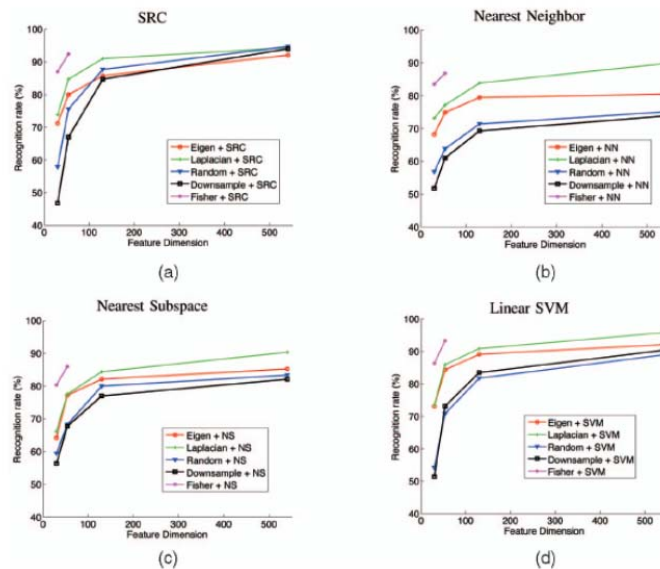 SRC
Recognition rate (%)
100
90
80
70
60
50
40
Eigen + SRC
Laplacian + SRC
Random + SRC
Downsample + SRC
Fisher + SRC
0 100 200 300 400 500
Feature Dimension
(a)
Nearest Neighbor
Recognition rate (%)
100
90
80
70
60
50
40
Eigen + NN
Laplacian + NN
Random + NN
Downsample + NN
Fisher + NN
0 100 200 300 400 500
Feature Dimension
(b)
Nearest Subspace
Recognition rate (%)
100
90
80
70
60
50
40
Eigen + NS
Laplacian + NS
Random + NS
Downsample + NS
Fisher + NS
0 100 200 300 400 500
Feature Dimension
(c)
Linear SVM
Recognition rate (%)
100
90
80
70
60
50
40
Eigen + SVM
Laplacian + SVM
Random + SVM
Downsample + SVM
Fisher + SVM
0 100 200 300 400 500
Feature Dimension
(d)